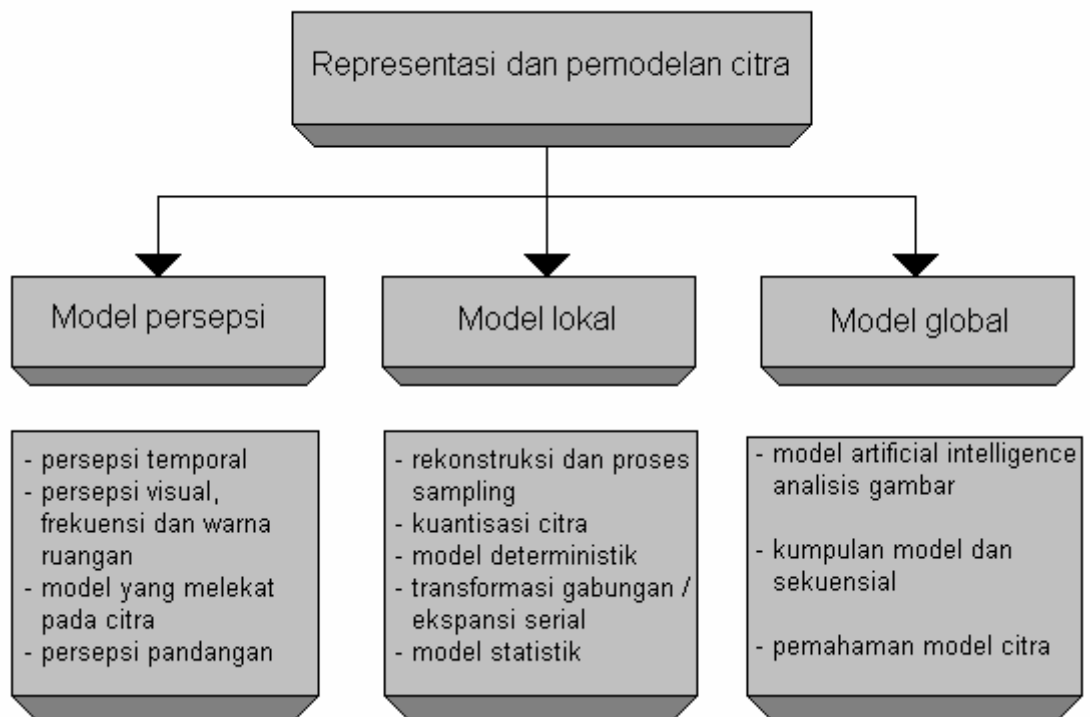 Representasi dan pemodelan citra
Model persepsi
Model lokal
Model global
- persepsi temporal
- persepsi visual,
frekuensi dan warna
ruangan
- model yang melekat
pada citra
- persepsi pandangan
- rekonstruksi dan proses
sampling
- kuantisasi citra
- model deterministik
- transformasi gabungan /
ekspansi serial
- model statistik
- model artificial intelligence
analisis gambar
- kumpulan model dan
sekuensial
- pemahaman model citra